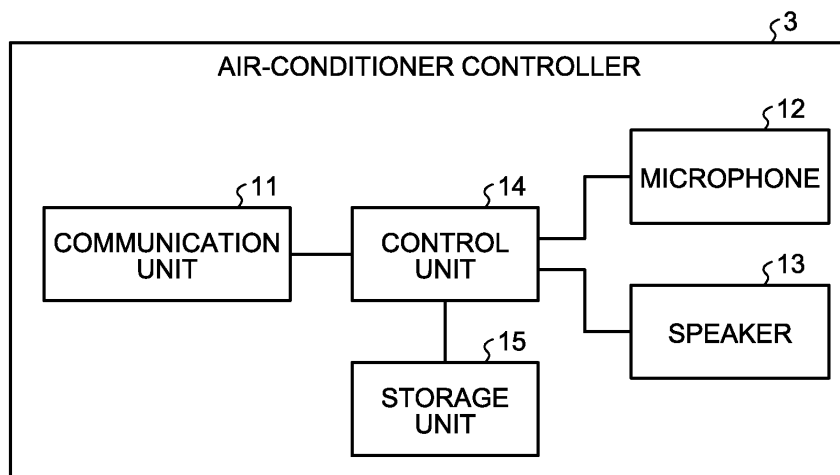 3
AIR-CONDITIONER CONTROLLER
12
MICROPHONE
11
COMMUNICATION
UNIT
14
CONTROL
UNIT
13
SPEAKER
15
STORAGE
UNIT